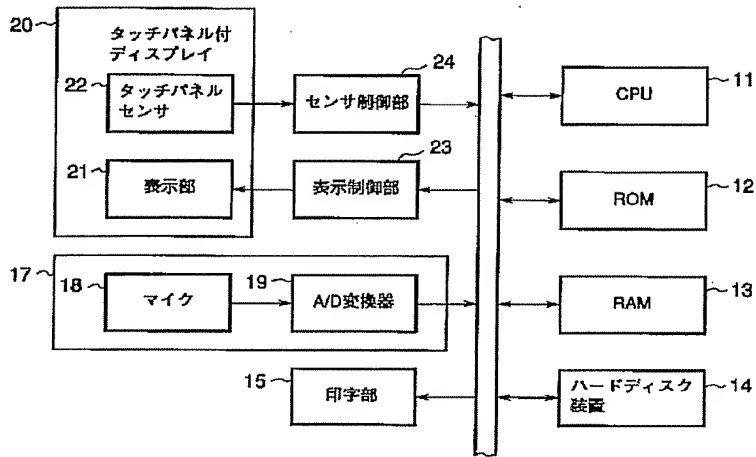 20
タッチパネル付
ディスプレイ
22
タッチパネル
センサ
24
センサ制御部
11
CPU
21
表示部
23
表示制御部
12
ROM
17
18
マイク
19
A/D変換器
13
RAM
15
印字部
14
ハードディスク
装置